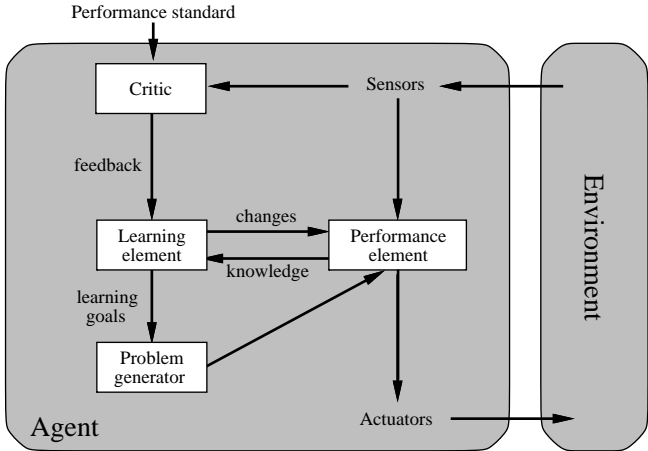 Performance standard
Critic
Sensors
feedback
changes
Learning
element
Performance
element
knowledge
learning
goals
Problem
generator
Actuators
Agent
Environment